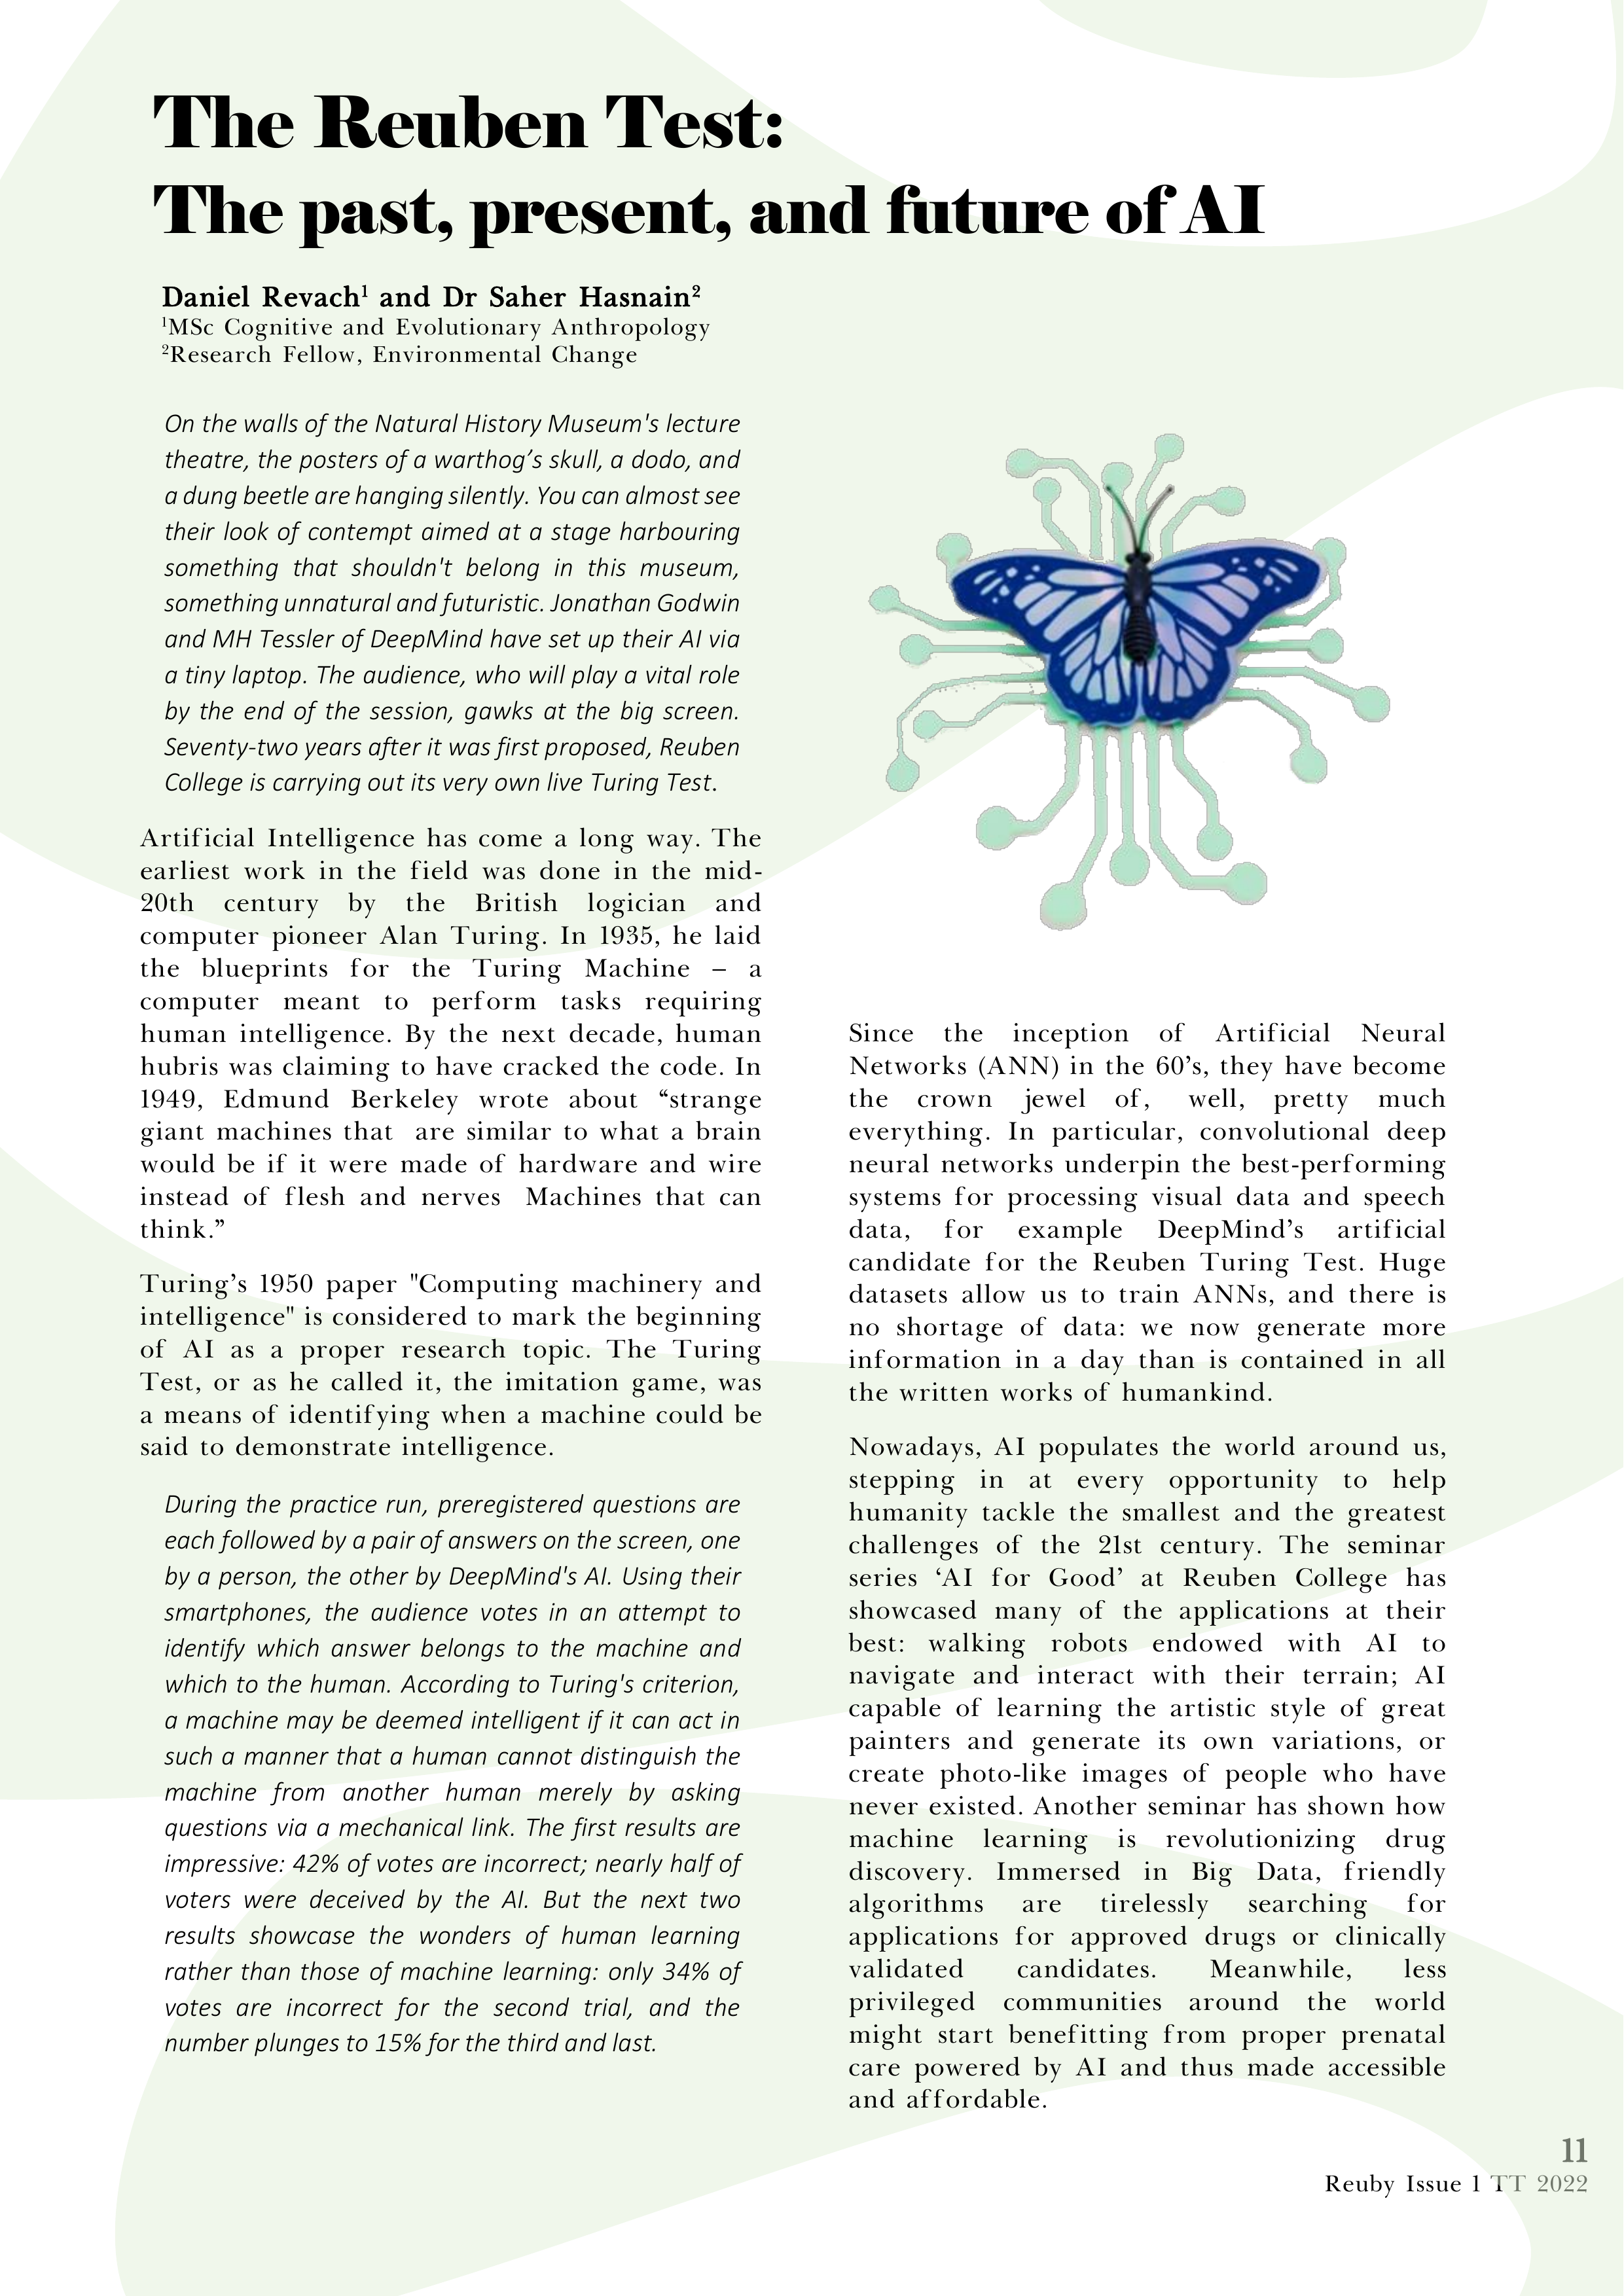 The Reuben Test:
The past, present, and future of AI
Daniel Revach¹ and Dr Saher Hasnain²
¹MSc Cognitive and Evolutionary Anthropology
²Research Fellow, Environmental Change
On the walls of the Natural History Museum's lecture
theatre, the posters of a warthog’s skull, a dodo, and
a dung beetle are hanging silently. You can almost see
their look of contempt aimed at a stage harbouring
something that shouldn't belong in this museum,
something unnatural and futuristic. Jonathan Godwin
and MH Tessler of DeepMind have set up their AI via
a tiny laptop. The audience, who will play a vital role
by the end of the session, gawks at the big screen.
Seventy-two years after it was first proposed, Reuben
College is carrying out its very own live Turing Test.
Artificial Intelligence has come a long way. The
earliest work in the field was done in the mid-
20th century by the British logician and
computer pioneer Alan Turing. In 1935, he laid
the blueprints for the Turing Machine – a
computer meant to perform tasks requiring
human intelligence. By the next decade, human
hubris was claiming to have cracked the code. In
1949, Edmund Berkeley wrote about “strange
giant machines that are similar to what a brain
would be if it were made of hardware and wire
instead of flesh and nerves Machines that can
think.”
Turing’s 1950 paper "Computing machinery and
intelligence" is considered to mark the beginning
of AI as a proper research topic. The Turing
Test, or as he called it, the imitation game, was
a means of identifying when a machine could be
said to demonstrate intelligence.
During the practice run, preregistered questions are
each followed by a pair of answers on the screen, one
by a person, the other by DeepMind's AI. Using their
smartphones, the audience votes in an attempt to
identify which answer belongs to the machine and
which to the human. According to Turing's criterion,
a machine may be deemed intelligent if it can act in
such a manner that a human cannot distinguish the
machine from another human merely by asking
questions via a mechanical link. The first results are
impressive: 42% of votes are incorrect; nearly half of
voters were deceived by the AI. But the next two
results showcase the wonders of human learning
rather than those of machine learning: only 34% of
votes are incorrect for the second trial, and the
number plunges to 15% for the third and last.
Since the inception of Artificial Neural
Networks (ANN) in the 60’s, they have become
the crown jewel of, well, pretty much
everything. In particular, convolutional deep
neural networks underpin the best-performing
systems for processing visual data and speech
data, for example DeepMind’s artificial
candidate for the Reuben Turing Test. Huge
datasets allow us to train ANNs, and there is
no shortage of data: we now generate more
information in a day than is contained in all
the written works of humankind.
Nowadays, AI populates the world around us,
stepping in at every opportunity to help
humanity tackle the smallest and the greatest
challenges of the 21st century. The seminar
series ‘AI for Good’ at Reuben College has
showcased many of the applications at their
best: walking robots endowed with AI to
navigate and interact with their terrain; AI
capable of learning the artistic style of great
painters and generate its own variations, or
create photo-like images of people who have
never existed. Another seminar has shown how
machine learning is revolutionizing drug
discovery. Immersed in Big Data, friendly
algorithms are tirelessly searching for
applications for approved drugs or clinically
validated candidates. Meanwhile, less
privileged communities around the world
might start benefitting from proper prenatal
care powered by AI and thus made accessible
and affordable.
11
Reuby Issue 1 TT 2022